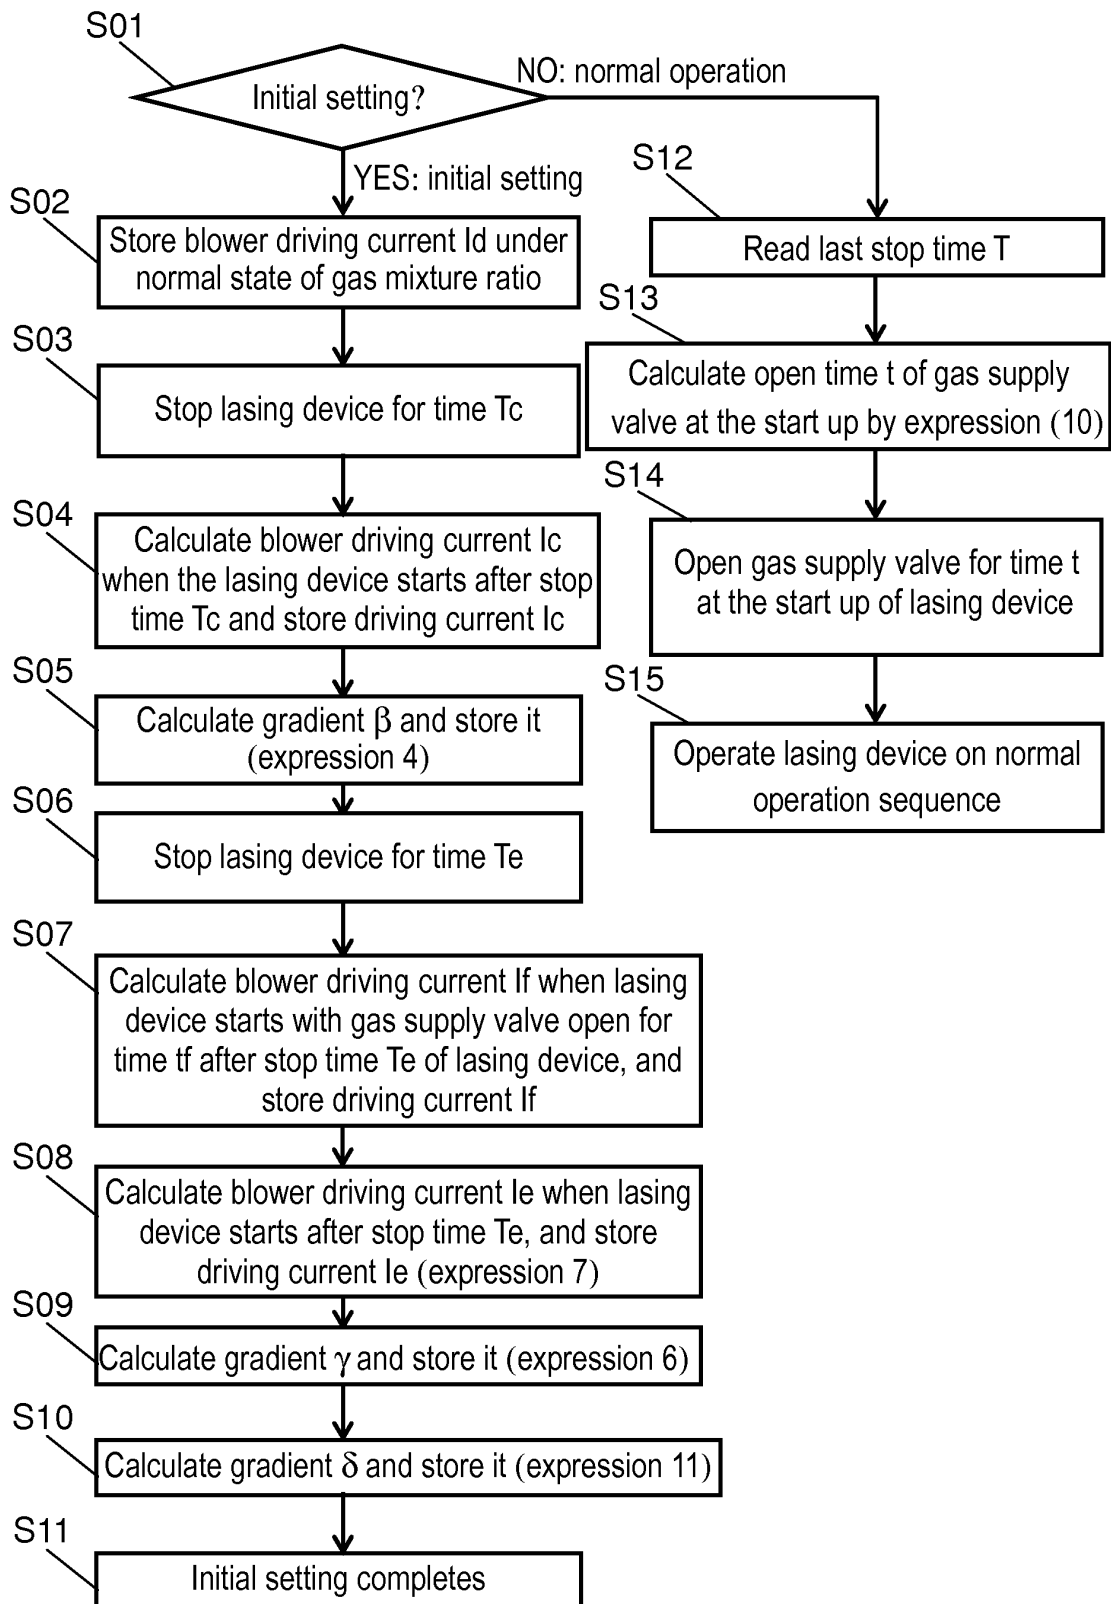 S01
Initial setting?
NO: normal operation
YES: initial setting
S02
Store blower driving current Id under
normal state of gas mixture ratio
S03
Stop lasing device for time Tc
S04
Calculate blower driving current Ic
when the lasing device starts after stop
time Tc and store driving current Ic
S05
Calculate gradient β and store it
(expression 4)
S06
Stop lasing device for time Te
S07
Calculate blower driving current If when lasing
device starts with gas supply valve open for
time tf after stop time Te of lasing device, and
store driving current If
S08
Calculate blower driving current Ie when lasing
device starts after stop time Te, and store
driving current Ie (expression 7)
S09
Calculate gradient γ and store it (expression 6)
S10
Calculate gradient δ and store it (expression 11)
S11
Initial setting completes
S12
Read last stop time T
S13
Calculate open time t of gas supply
valve at the start up by expression (10)
S14
Open gas supply valve for time t
at the start up of lasing device
S15
Operate lasing device on normal
operation sequence